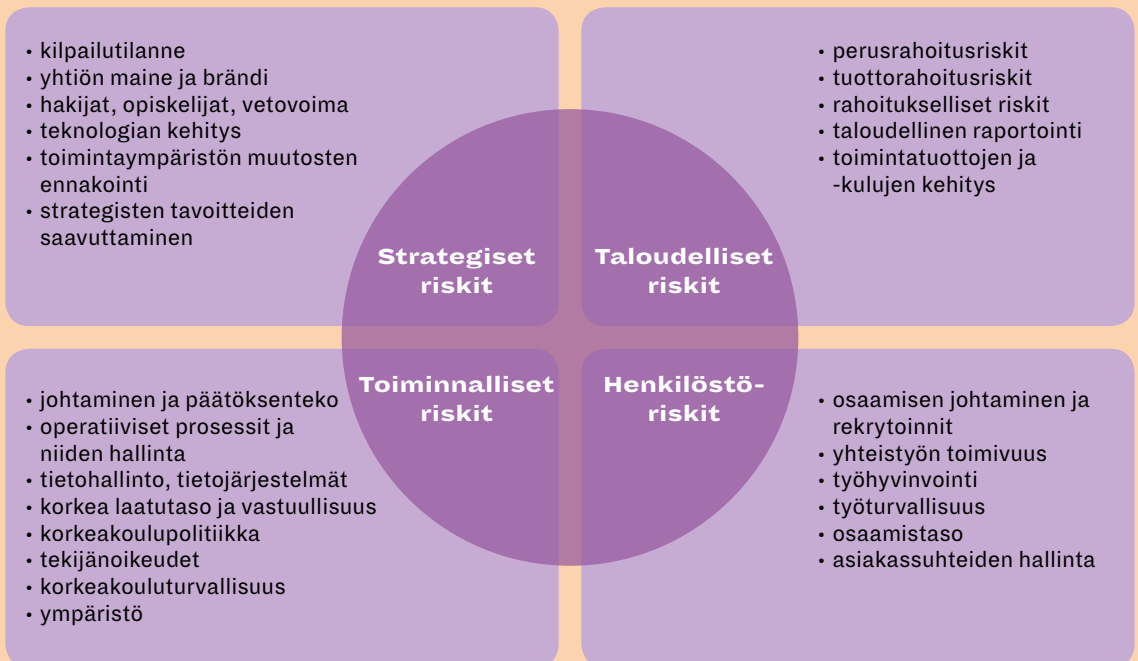 • kilpailutilanne
• yhtiön maine ja brändi
• hakijat, opiskelijat, vetovoima
• teknologian kehitys
• toimintaympäristön muutosten
ennakointi
• strategisten tavoitteiden
saavuttaminen
Strategiset
riskit
• perusrahoitusriskit
• tuottorahoitusriskit
• rahoitukselliset riskit
• taloudellinen raportointi
• toimintatuottojen ja
-kulujen kehitys
Taloudelliset
riskit
Toiminnalliset
riskit
• johtaminen ja päätöksenteko
• operatiiviset prosessit ja
niiden hallinta
• tietohallinto, tietojärjestelmät
• korkea laatutaso ja vastuullisuus
• korkeakoulupolitiikka
• tekijänoikeudet
• korkeakouluturvallisuus
• ympäristö
Henkilöstö-
riskit
• osaamisen johtaminen ja
rekrytoinnit
• yhteistyön toimivuus
• työhyvinvointi
• työturvallisuus
• osaamistaso
• asiakassuhteiden hallinta